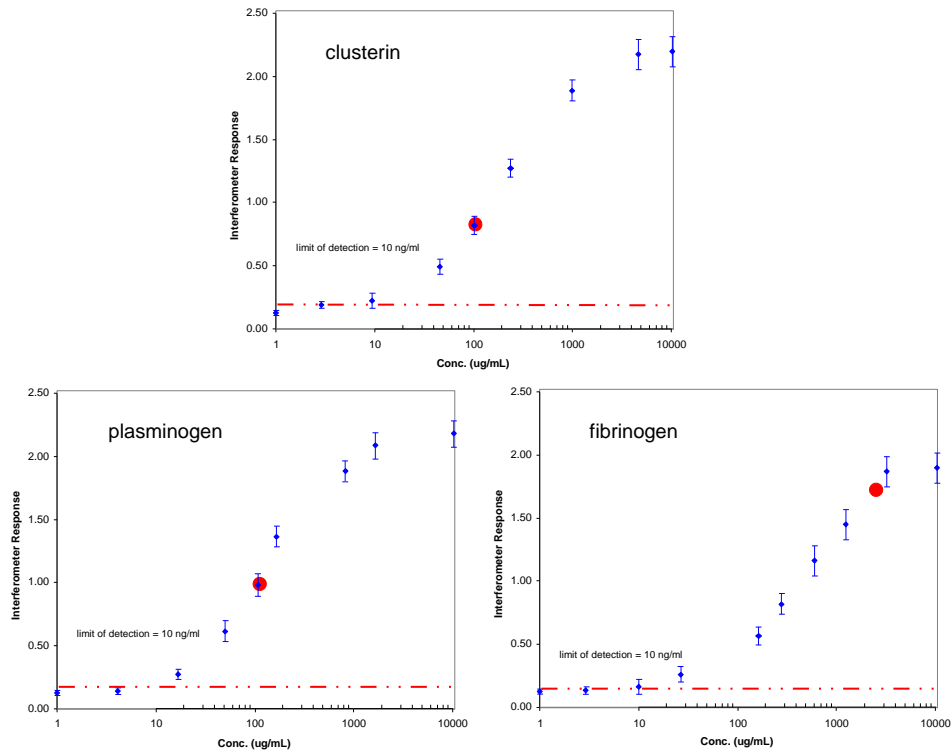 2.50
clusterin
2.00
1.50
Interferometer Response
1.00
limit of detection = 10 ng/ml
0.50
0.00
1 10 100 1000 10000
Conc. (ug/mL)
2.50
plasminogen
2.00
1.50
Interferometer Response
1.00
limit of detection = 10 ng/ml
0.50
0.00
1 10 100 1000 10000
Conc. (ug/mL)
2.50
fibrinogen
2.00
1.50
Interferometer Response
1.00
limit of detection = 10 ng/ml
0.50
0.00
1 10 100 1000 10000
Conc. (ug/mL)